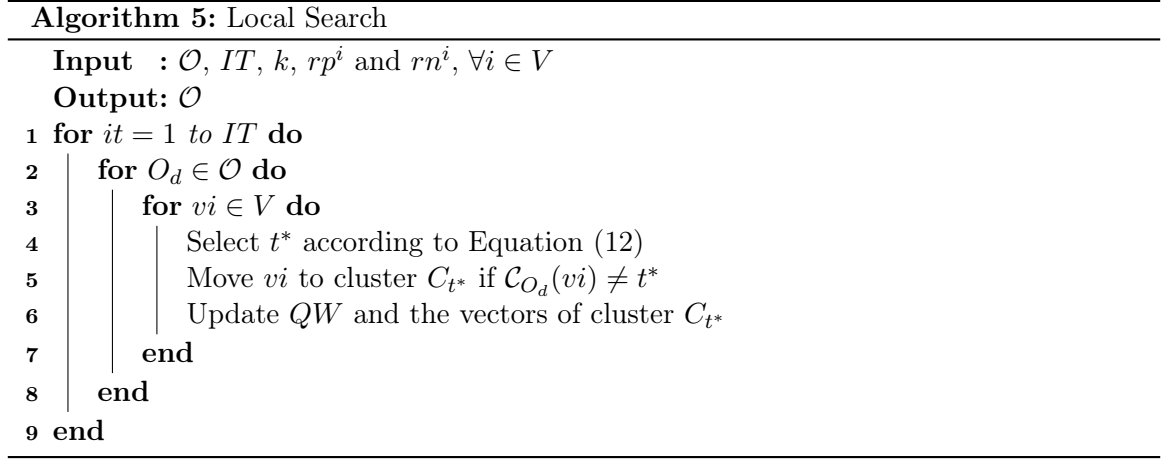 Algorithm 5: Local Search
Input : 𝒪, IT, k, rp^i and rn^i, ∀i ∈ V
Output: 𝒪
1 for it = 1 to IT do
2 for O_d ∈ 𝒪 do
3 for vi ∈ V do
4 Select t* according to Equation (12)
5 Move vi to cluster C_{t*} if 𝒞_{O_d}(vi) ≠ t*
6 Update QW and the vectors of cluster C_{t*}
7 end
8 end
9 end